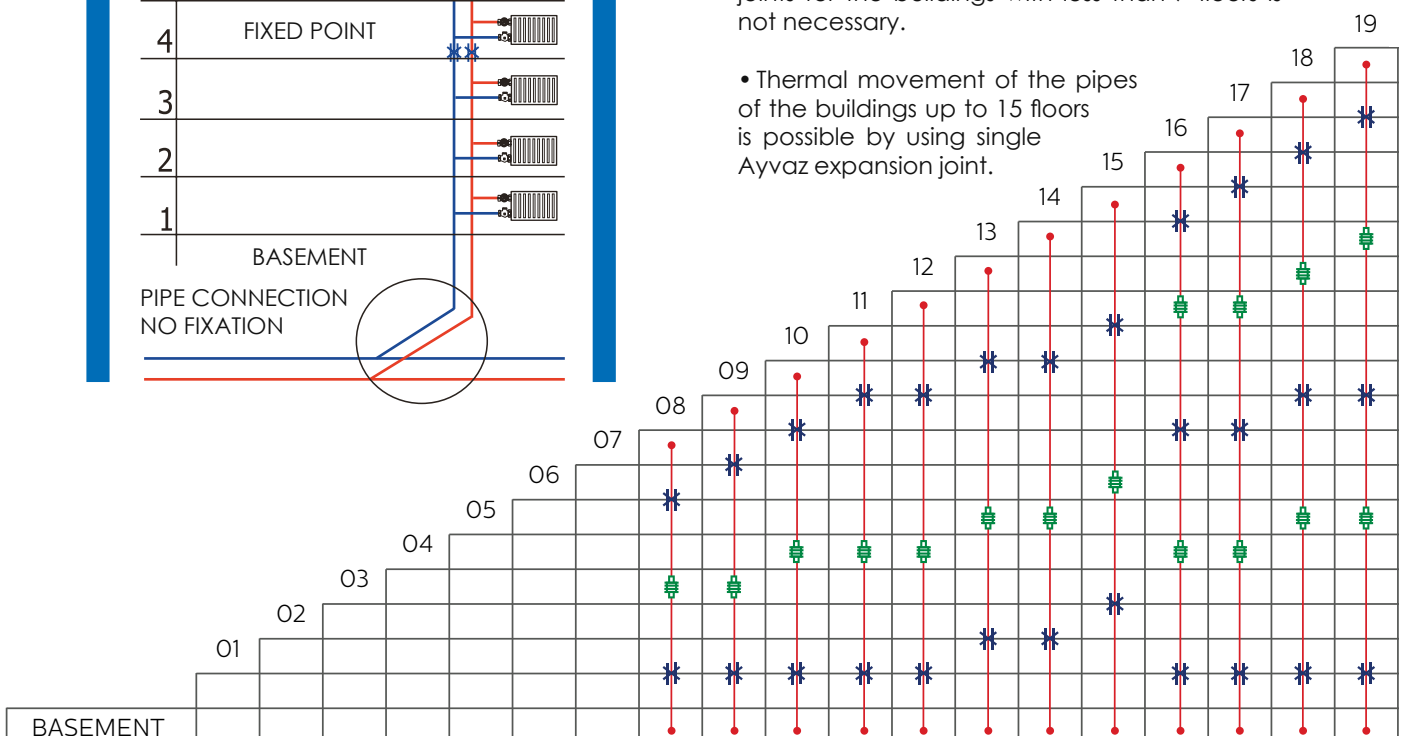 4
FIXED POINT
3
2
1
BASEMENT
PIPE CONNECTION
NO FIXATION
not necessary.
• Thermal movement of the pipes
of the buildings up to 15 floors
is possible by using single
Ayvaz expansion joint.
19
18
17
16
15
14
13
12
11
10
09
08
07
06
05
04
03
02
01
BASEMENT